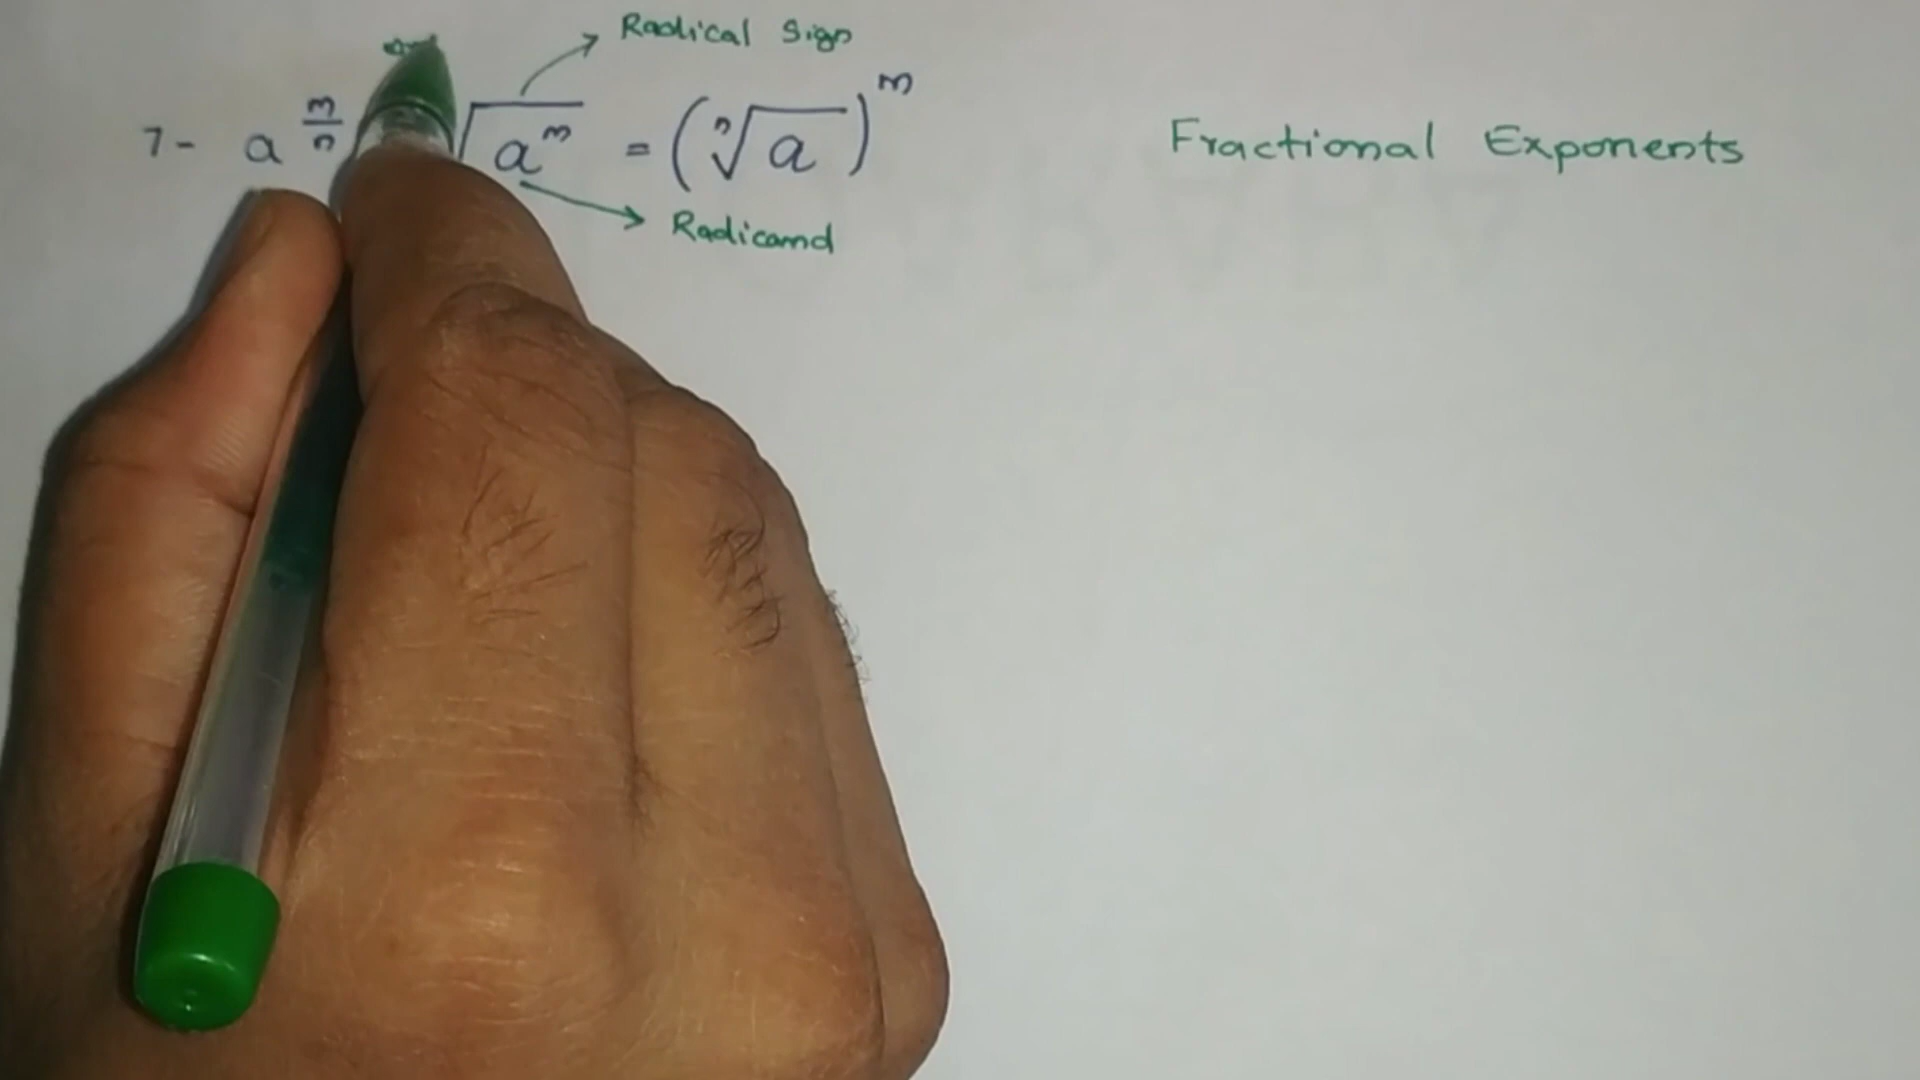 Radical Sign
7- a^(m/n) √a^m = (ⁿ√a)^m
Fractional Exponents
Radicand